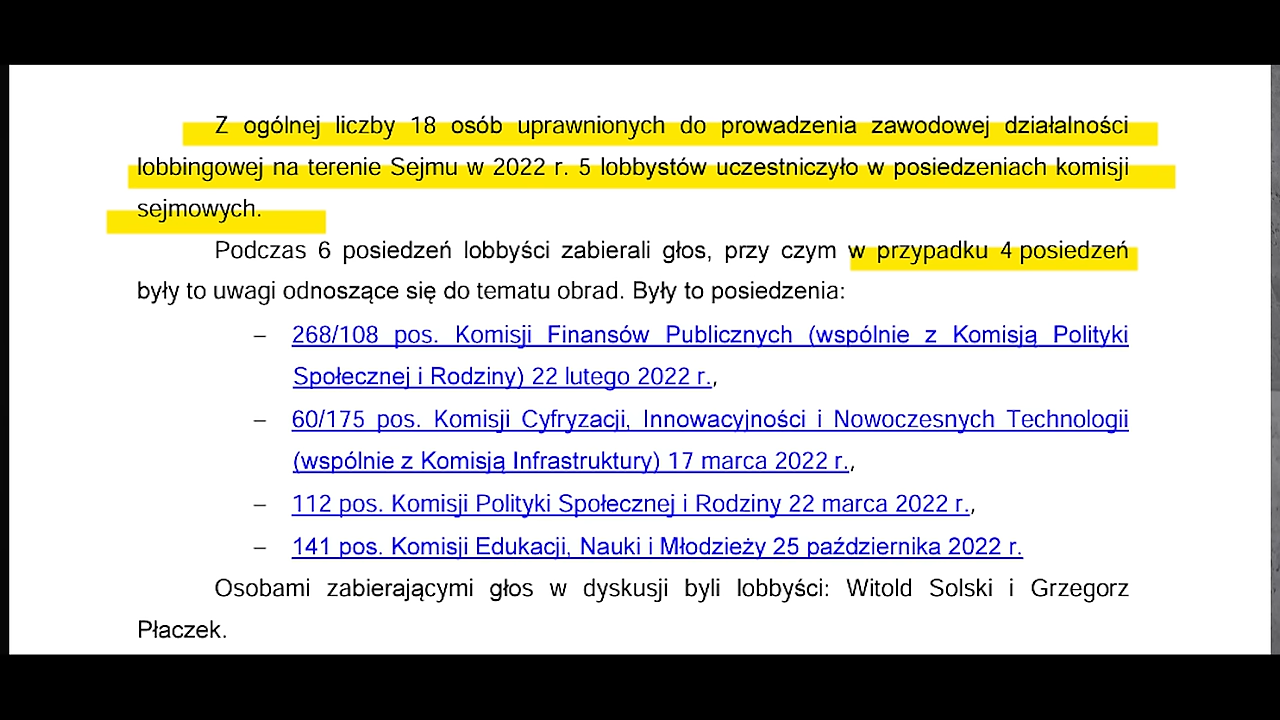 Z ogólnej liczby 18 osób uprawnionych do prowadzenia zawodowej działalności
lobbingowej na terenie Sejmu w 2022 r. 5 lobbystów uczestniczyło w posiedzeniach komisji
sejmowych.
Podczas 6 posiedzeń lobbyści zabierali głos, przy czym w przypadku 4 posiedzeń
były to uwagi odnoszące się do tematu obrad. Były to posiedzenia:
– 268/108 pos. Komisji Finansów Publicznych (wspólnie z Komisją Polityki
Społecznej i Rodziny) 22 lutego 2022 r.,
– 60/175 pos. Komisji Cyfryzacji, Innowacyjności i Nowoczesnych Technologii
(wspólnie z Komisją Infrastruktury) 17 marca 2022 r.,
– 112 pos. Komisji Polityki Społecznej i Rodziny 22 marca 2022 r.,
– 141 pos. Komisji Edukacji, Nauki i Młodzieży 25 października 2022 r.
Osobami zabierającymi głos w dyskusji byli lobbyści: Witold Solski i Grzegorz
Płaczek.